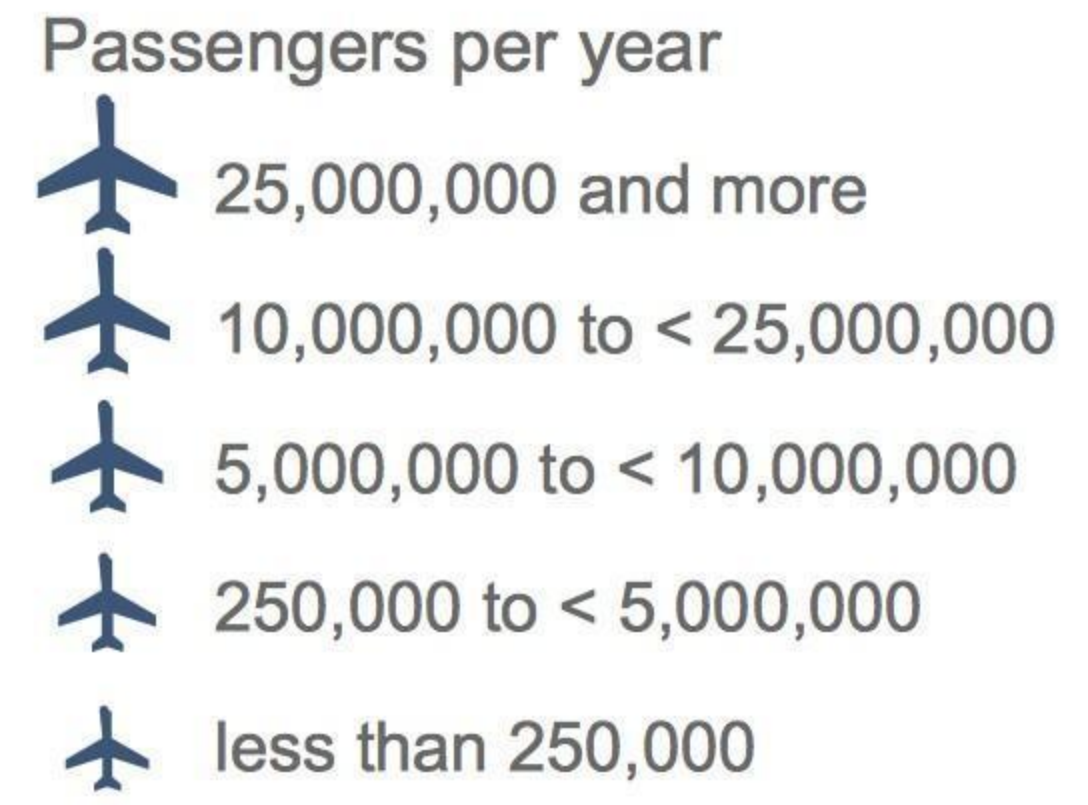 Passengers per year
25,000,000 and more
10,000,000 to < 25,000,000
5,000,000 to < 10,000,000
250,000 to < 5,000,000
less than 250,000